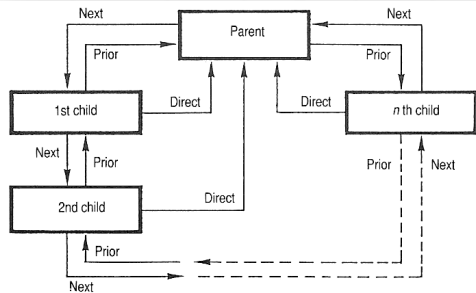 Next
Parent
Next
Prior
Prior
1st child
Direct
Direct
n th child
Next
Prior
Prior
Next
2nd child
Direct
Prior
Next